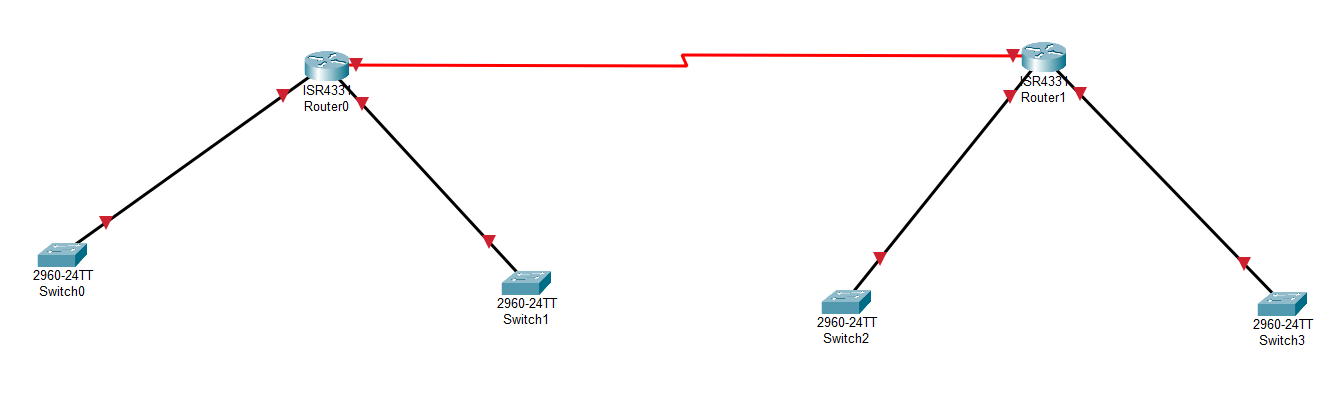 ISR4331
Router0
ISR4331
Router1
2960-24TT
Switch0
2960-24TT
Switch1
2960-24TT
Switch2
2960-24TT
Switch3